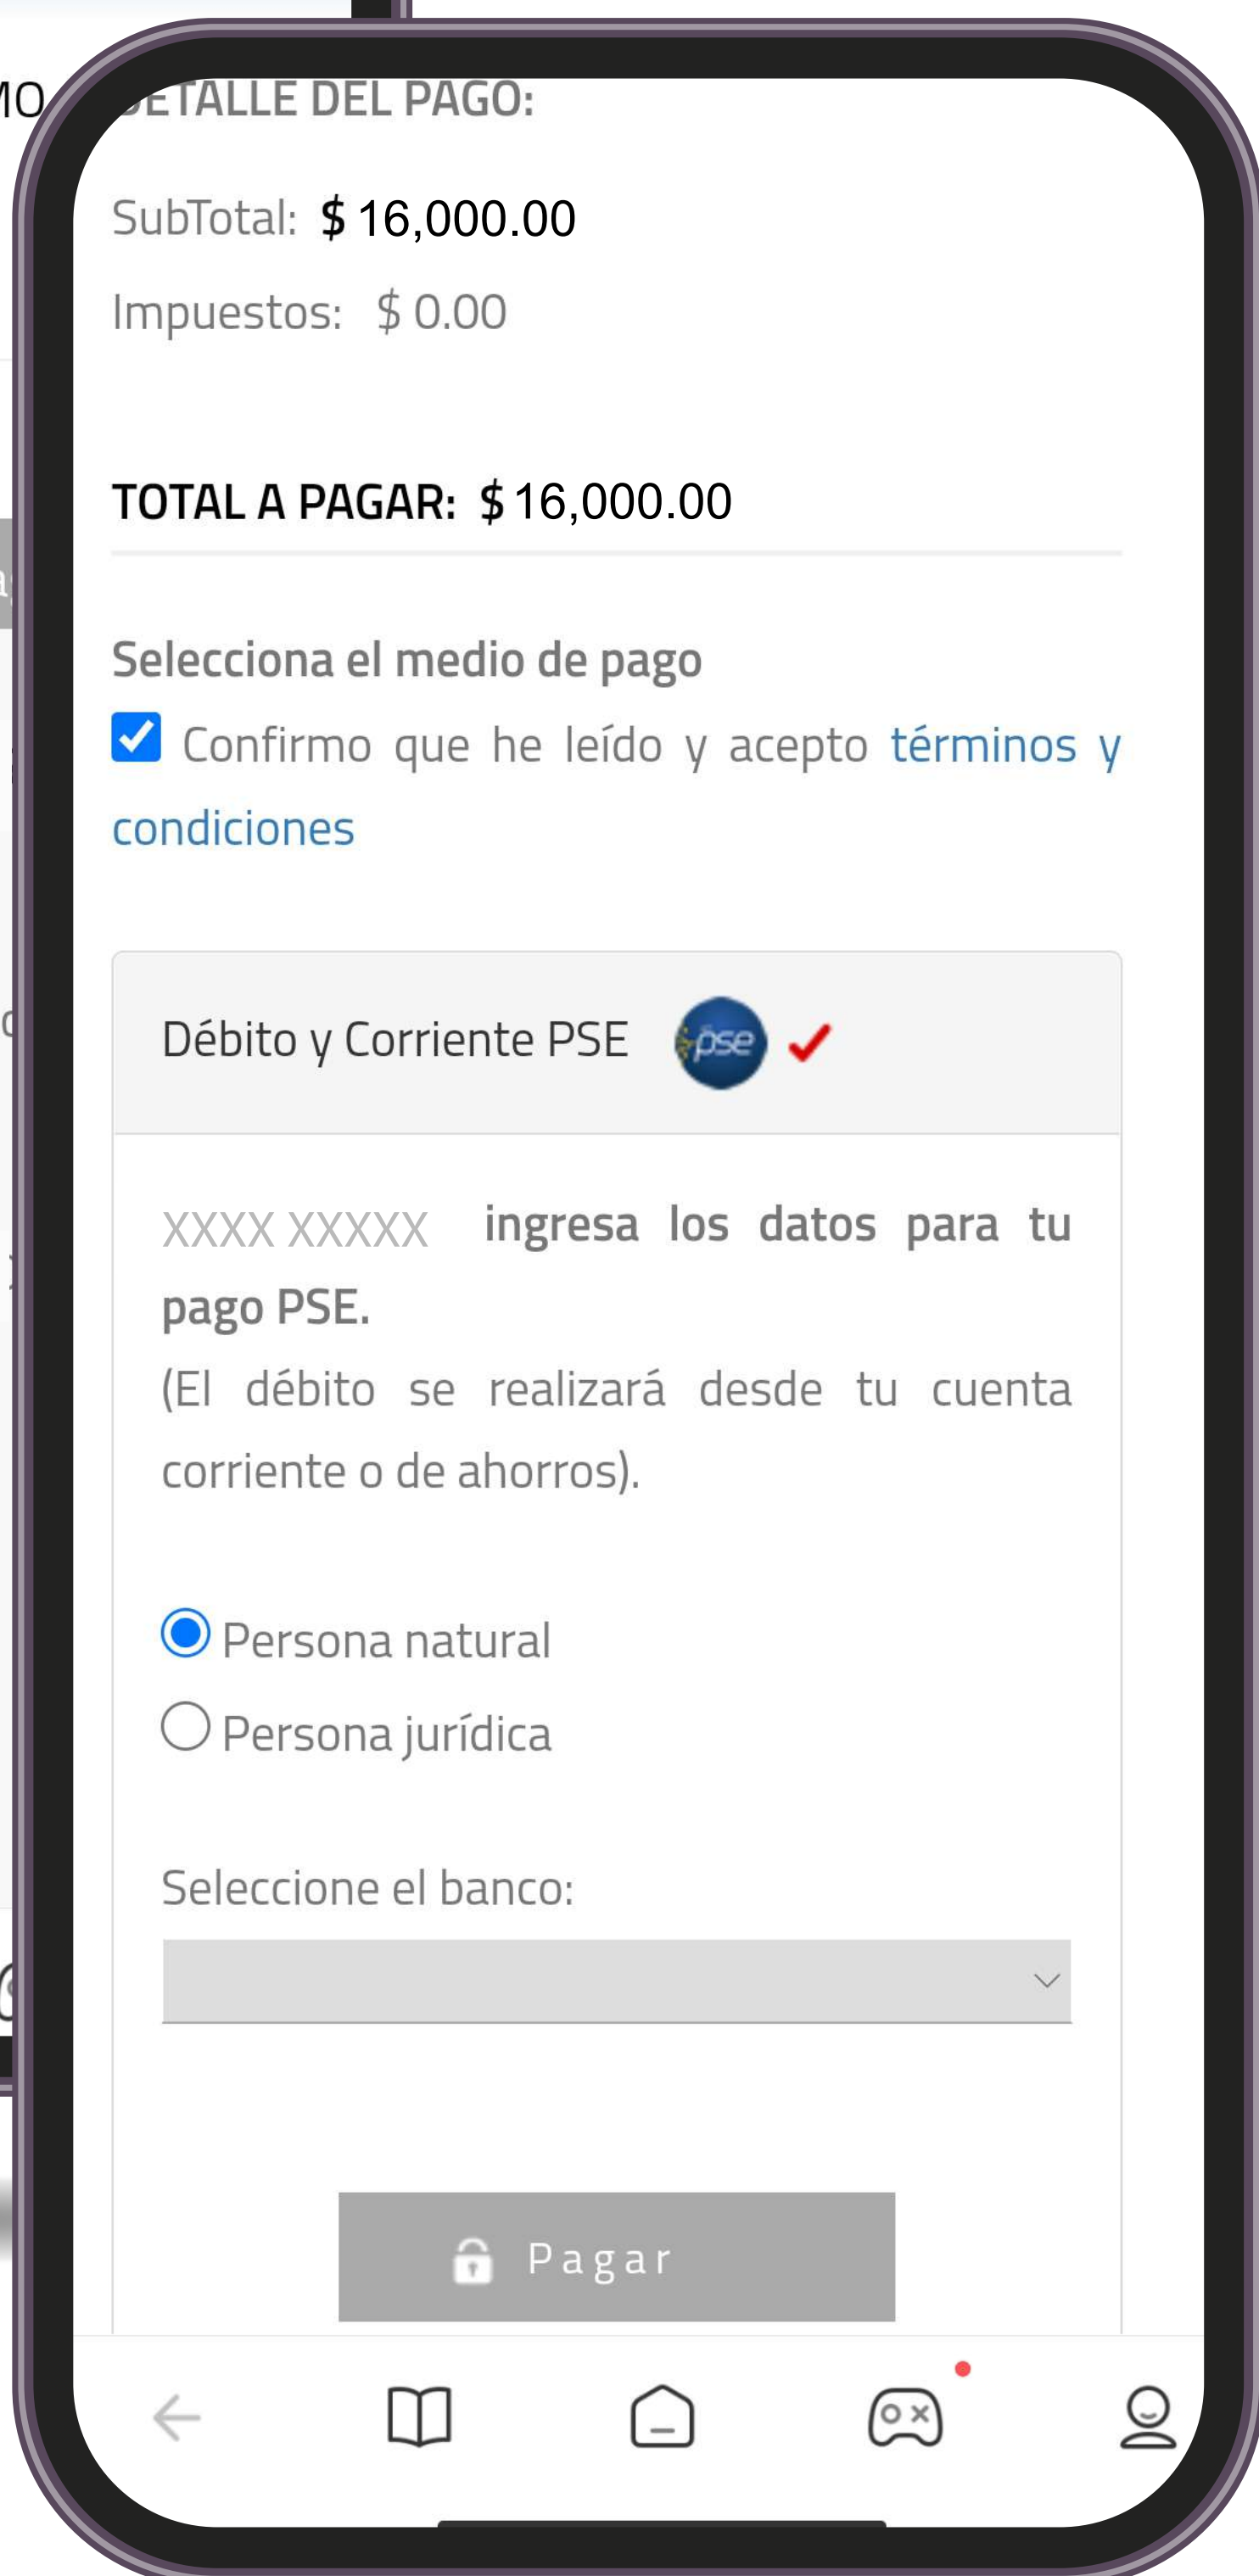 MO
DETALLE DEL PAGO:
SubTotal: $ 16,000.00
Impuestos: $ 0.00
TOTAL A PAGAR: $ 16,000.00
Selecciona el medio de pago
Confirmo que he leído y acepto términos y
condiciones
Débito y Corriente PSE pse
XXXX XXXXX ingresa los datos para tu
pago PSE.
(El débito se realizará desde tu cuenta
corriente o de ahorros).
Persona natural
Persona jurídica
Seleccione el banco:
Pagar